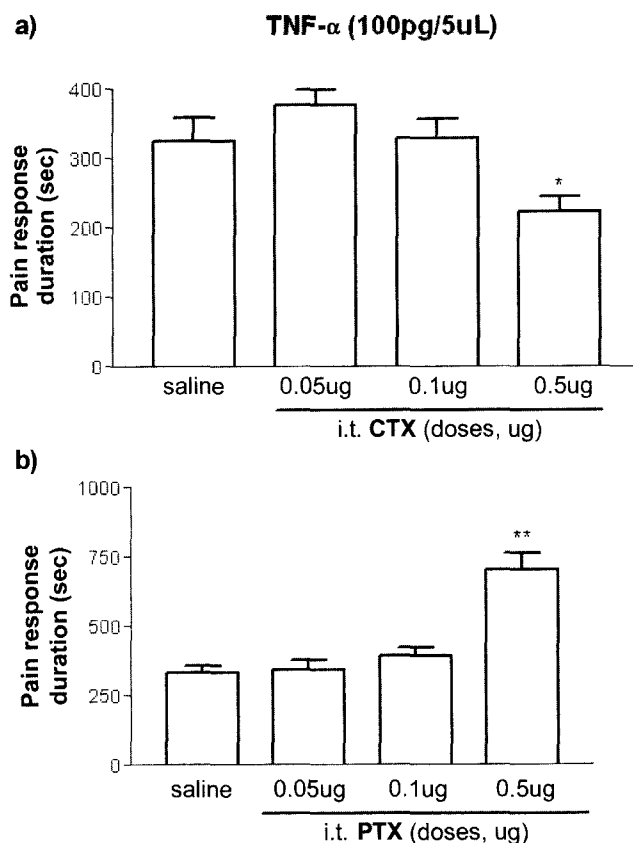 a)
TNF-α (100pg/5uL)
400
300
200
100
0
Pain response
duration (sec)
*
saline 0.05ug 0.1ug 0.5ug
i.t. CTX (doses, ug)
b)
1000
750
500
250
0
Pain response
duration (sec)
**
saline 0.05ug 0.1ug 0.5ug
i.t. PTX (doses, ug)